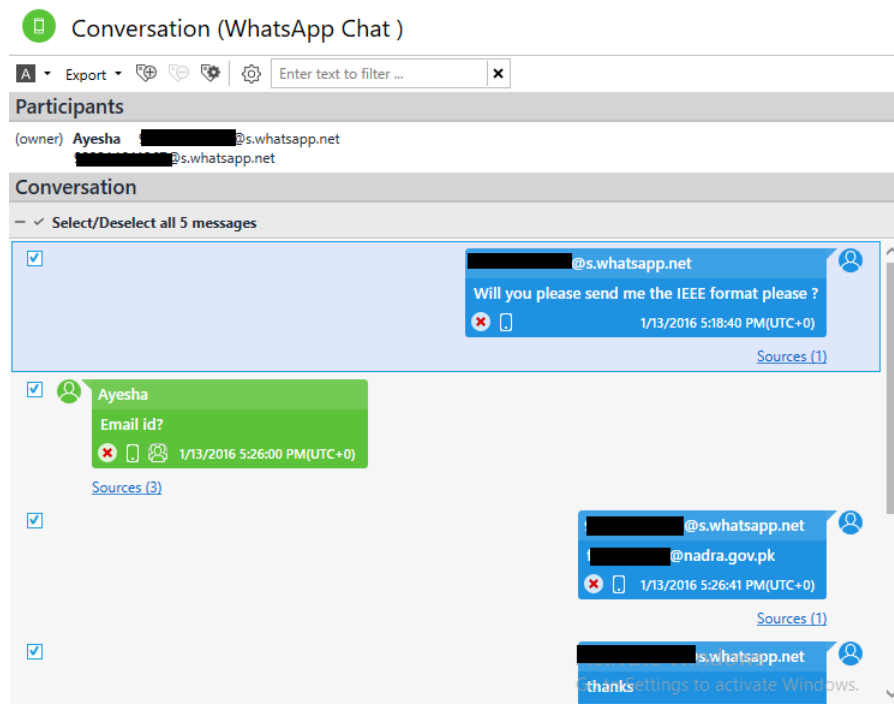 Conversation (WhatsApp Chat )
A Export Enter text to filter ...
Participants
(owner) Ayesha @s.whatsapp.net
@s.whatsapp.net
Conversation
Select/Deselect all 5 messages
@s.whatsapp.net
Will you please send me the IEEE format please ?
1/13/2016 5:18:40 PM(UTC+0)
Sources (1)
Ayesha
Email id?
1/13/2016 5:26:00 PM(UTC+0)
Sources (3)
@s.whatsapp.net
@nadra.gov.pk
1/13/2016 5:26:41 PM(UTC+0)
Sources (1)
s.whatsapp.net
thanks
Settings to activate Windows.